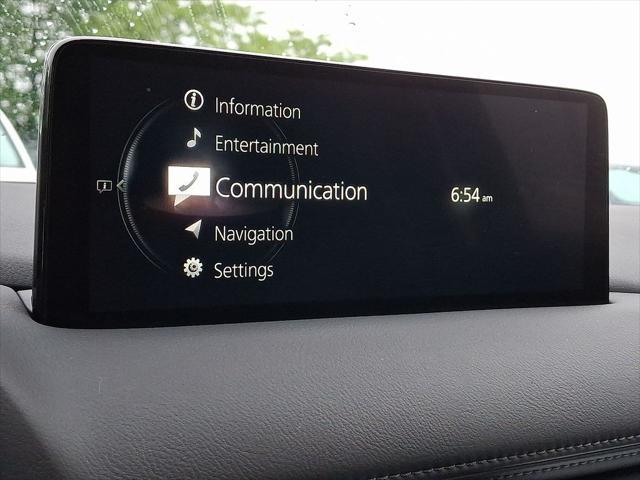 Information
Entertainment
Communication
6:54 am
Navigation
Settings